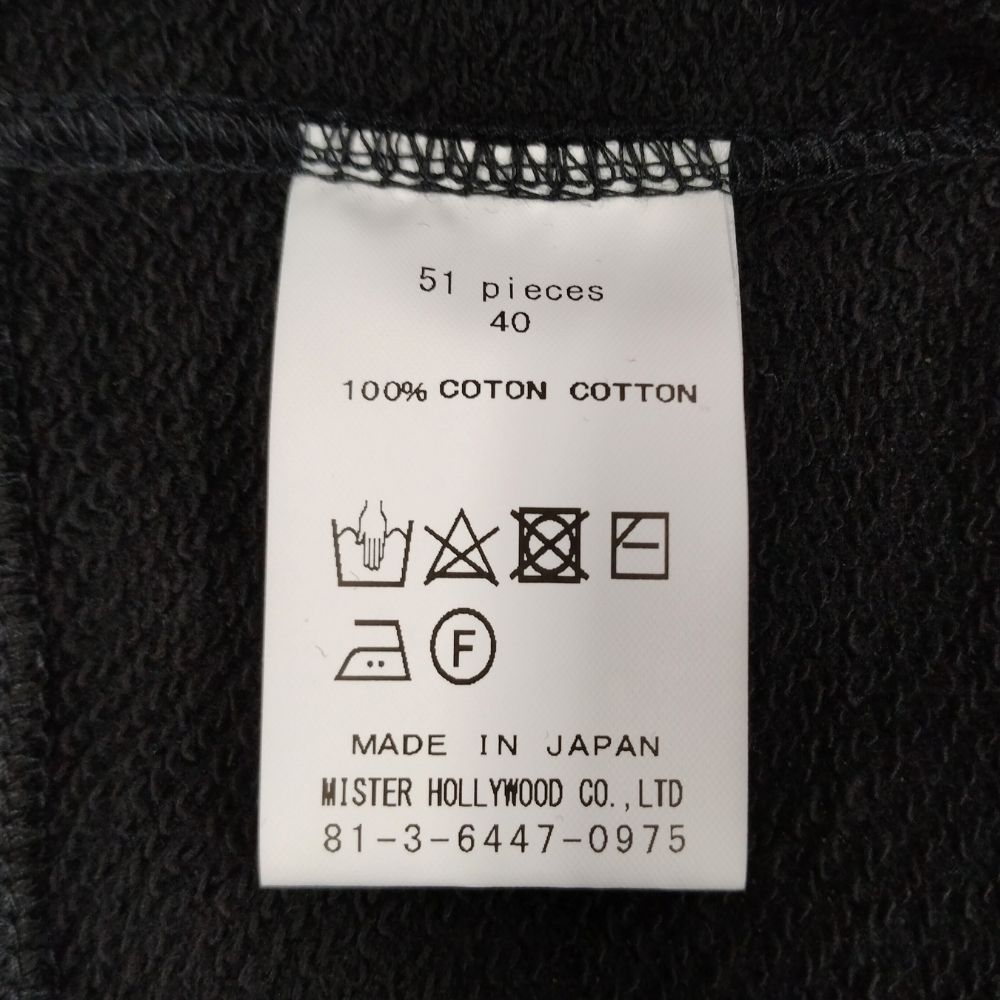 51 pieces
40
100% COTON COTTON
F
MADE IN JAPAN
MISTER HOLLYWOOD CO.,LTD
81-3-6447-0975